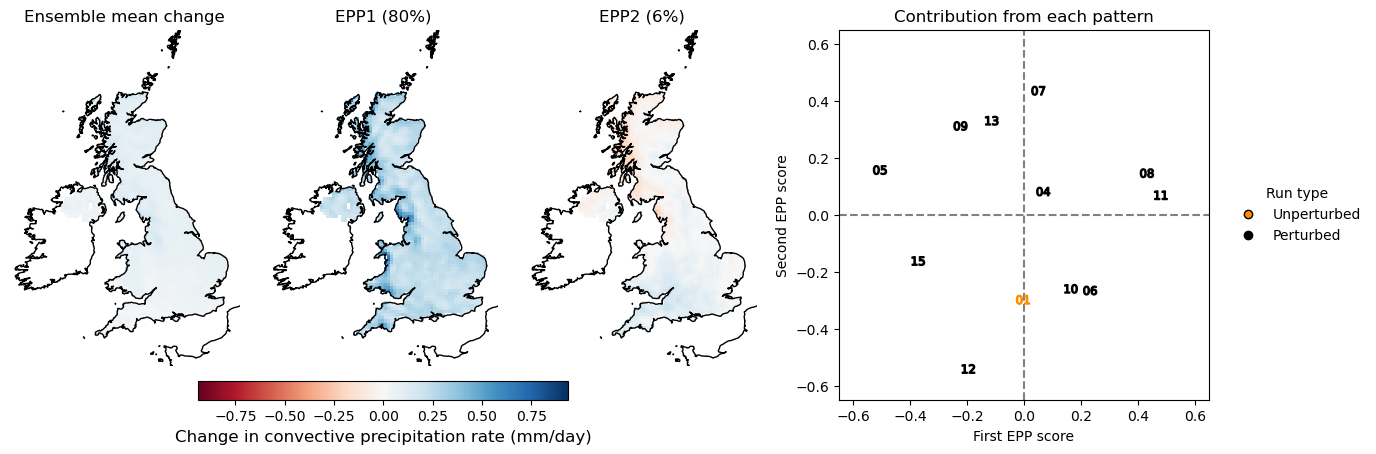 Ensemble mean change
EPP1 (80%)
EPP2 (6%)
Contribution from each pattern
−0.75 −0.50 −0.25 0.00 0.25 0.50 0.75
Change in convective precipitation rate (mm/day)
Second EPP score
0.6
0.4
0.2
0.0
−0.2
−0.4
−0.6
07
13
09
05
08
04
11
15
10
06
01
12
−0.6 −0.4 −0.2 0.0 0.2 0.4 0.6
First EPP score
Run type
Unperturbed
Perturbed